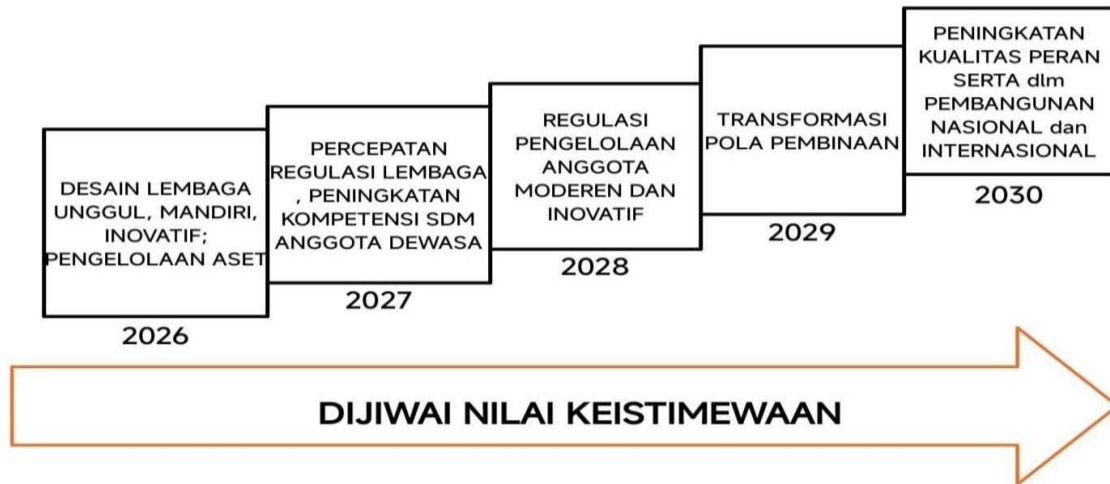 DESAIN LEMBAGA
UNGGUL, MANDIRI,
INOVATIF;
PENGELOLAAN ASET
2026
PERCEPATAN
REGULASI LEMBAGA
, PENINGKATAN
KOMPETENSI SDM
ANGGOTA DEWASA
2027
REGULASI
PENGELOLAAN
ANGGOTA
MODEREN DAN
INOVATIF
2028
TRANSFORMASI
POLA PEMBINAAN
2029
PENINGKATAN
KUALITAS PERAN
SERTA dlm
PEMBANGUNAN
NASIONAL dan
INTERNASIONAL
2030
DIJIWAI NILAI KEISTIMEWAAN